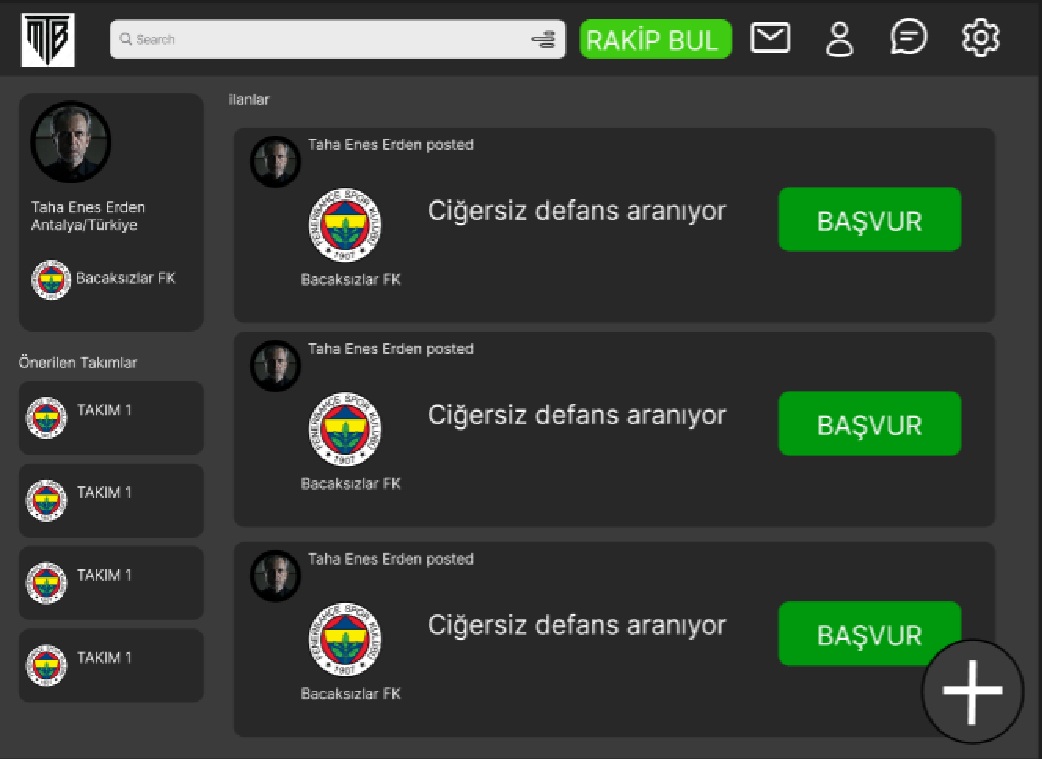 MTB
Search
RAKİP BUL
Taha Enes Erden
Antalya/Türkiye
Bacaksızlar FK
Önerilen Takımlar
TAKIM 1
TAKIM 1
TAKIM 1
TAKIM 1
ilanlar
Taha Enes Erden posted
FENERBAHÇE SPOR KULÜBÜ
1907
Ciğersiz defans aranıyor
BAŞVUR
Bacaksızlar FK
Taha Enes Erden posted
FENERBAHÇE SPOR KULÜBÜ
1907
Ciğersiz defans aranıyor
BAŞVUR
Bacaksızlar FK
Taha Enes Erden posted
FENERBAHÇE SPOR KULÜBÜ
1907
Ciğersiz defans aranıyor
BAŞVUR
Bacaksızlar FK